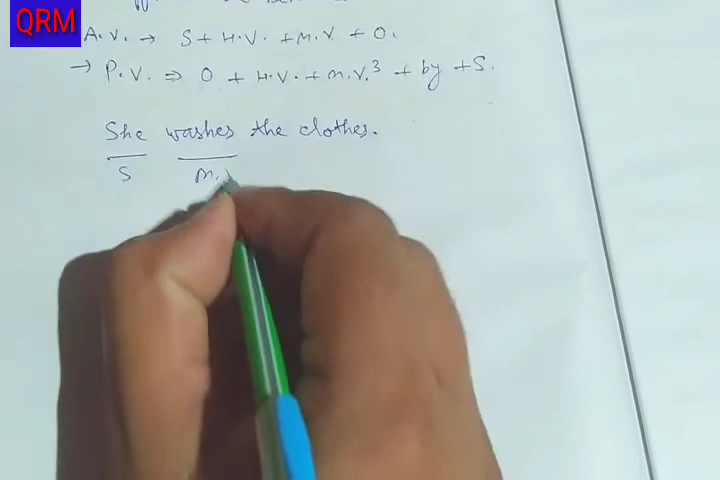 QRM
A.V. → S + H.V. + M.V. + O.
→ P.V. ⇒ O + H.V. + m.V.³ + by + S.
She washes the clothes.
S m.V